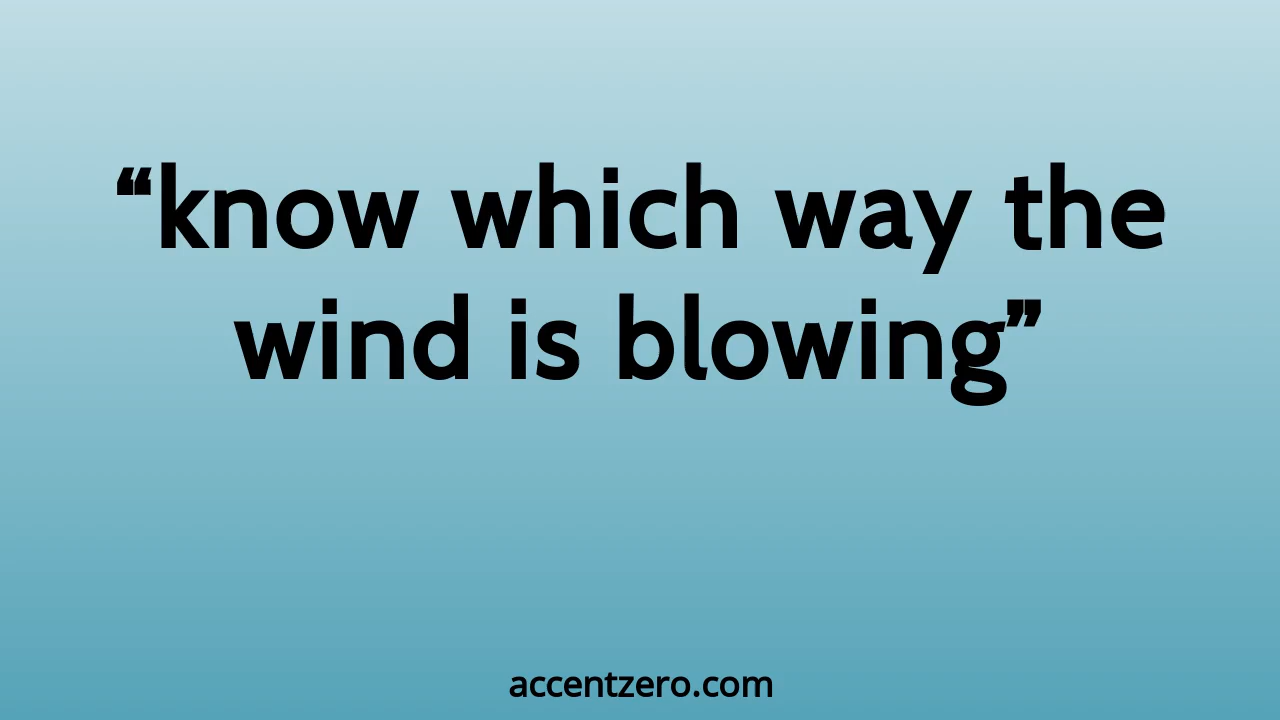 “know which way the
wind is blowing”
accentzero.com